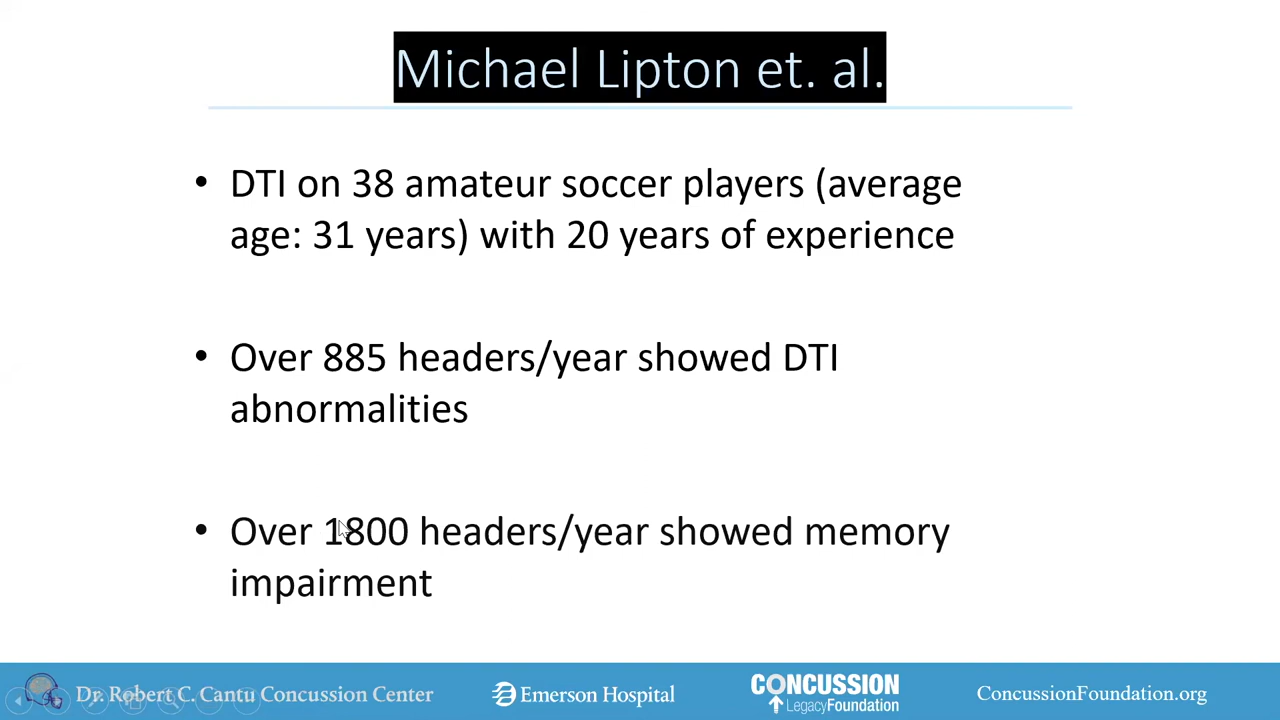 Michael Lipton et. al.
• DTI on 38 amateur soccer players (average
age: 31 years) with 20 years of experience
• Over 885 headers/year showed DTI
abnormalities
• Over 1800 headers/year showed memory
impairment
Dr. Robert C. Cantu Concussion Center
Emerson Hospital
CONCUSSION
LegacyFoundation
ConcussionFoundation.org